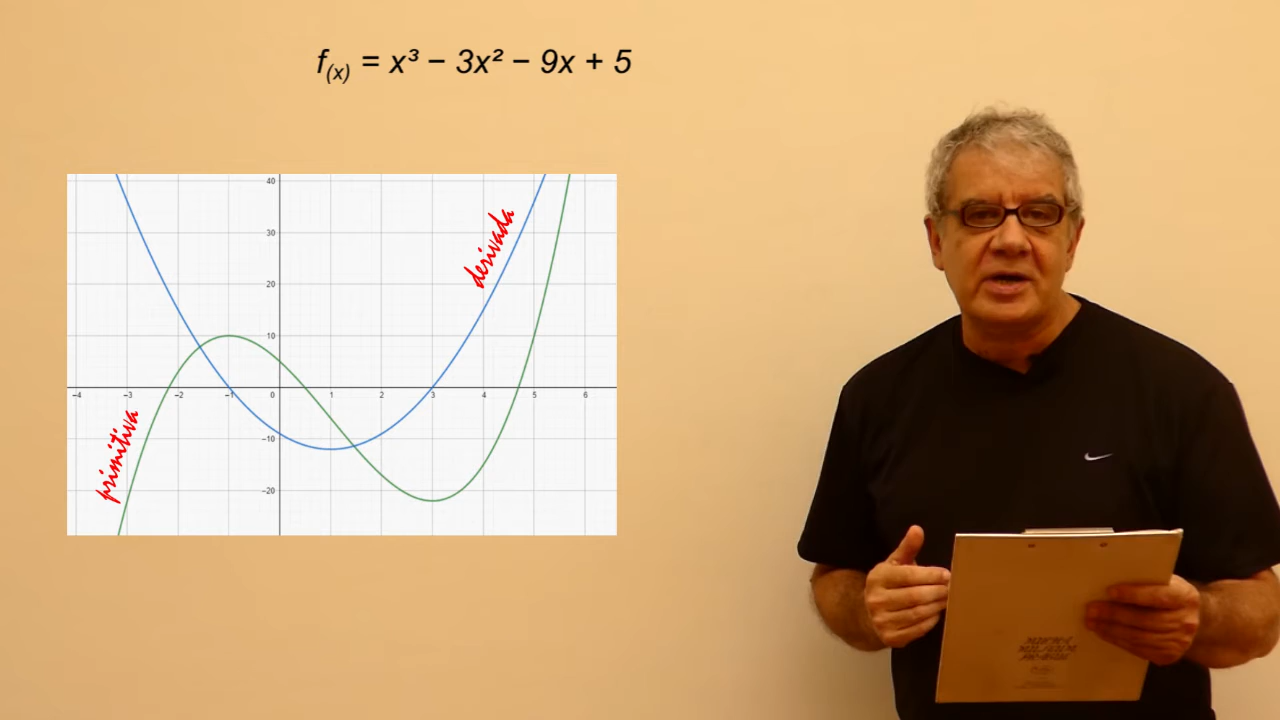 f(x) = x³ − 3x² − 9x + 5
40
30
20
10
−4 −3 −2 −1 0 1 2 3 4 5 6
−10
−20
derivada
primitiva